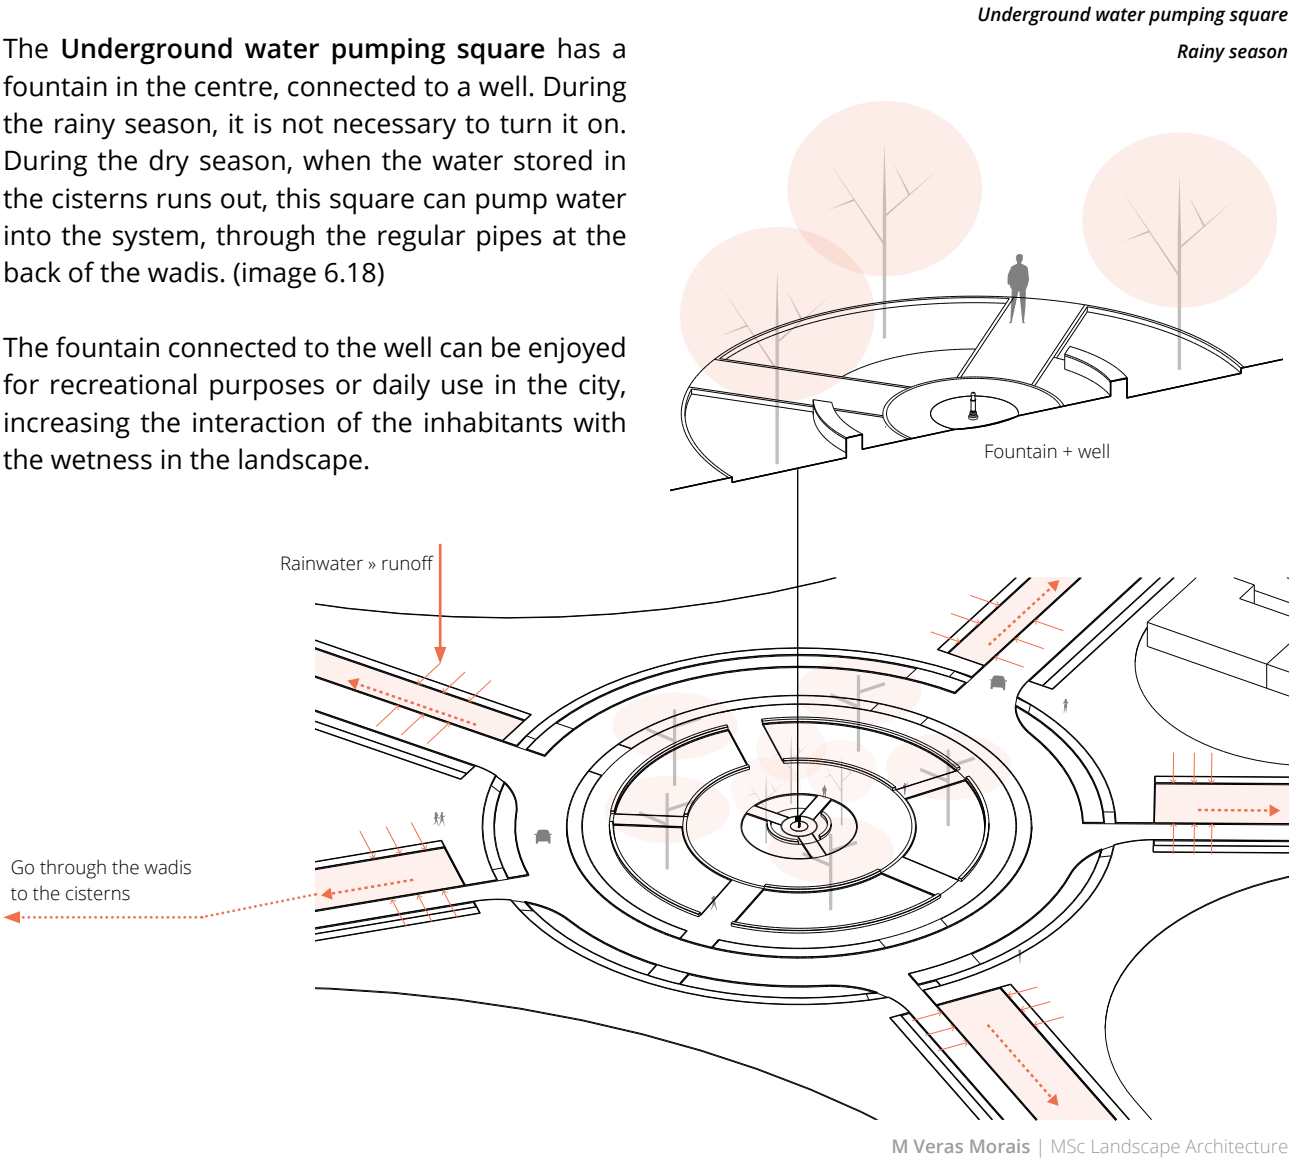 Underground water pumping square
Rainy season
The Underground water pumping square has a
fountain in the centre, connected to a well. During
the rainy season, it is not necessary to turn it on.
During the dry season, when the water stored in
the cisterns runs out, this square can pump water
into the system, through the regular pipes at the
back of the wadis. (image 6.18)
The fountain connected to the well can be enjoyed
for recreational purposes or daily use in the city,
increasing the interaction of the inhabitants with
the wetness in the landscape.
Fountain + well
Rainwater » runoff
Go through the wadis
to the cisterns
M Veras Morais | MSc Landscape Architecture